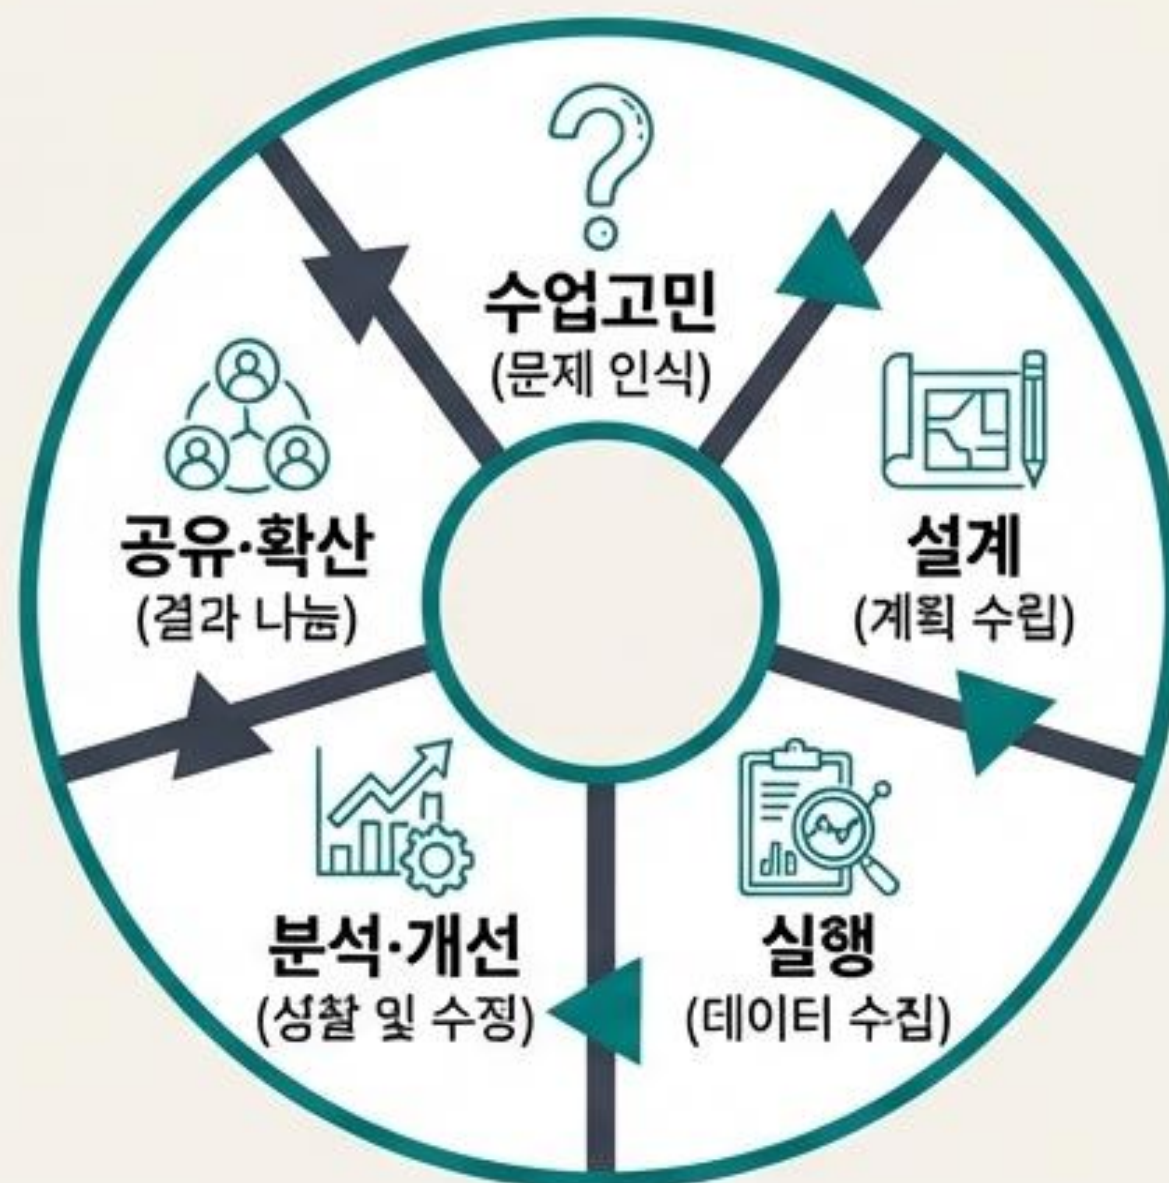 수업고민
(문제 인식)
설계
(계획 수립)
실행
(데이터 수집)
분석·개선
(성찰 및 수정)
공유·확산
(결과 나눔)